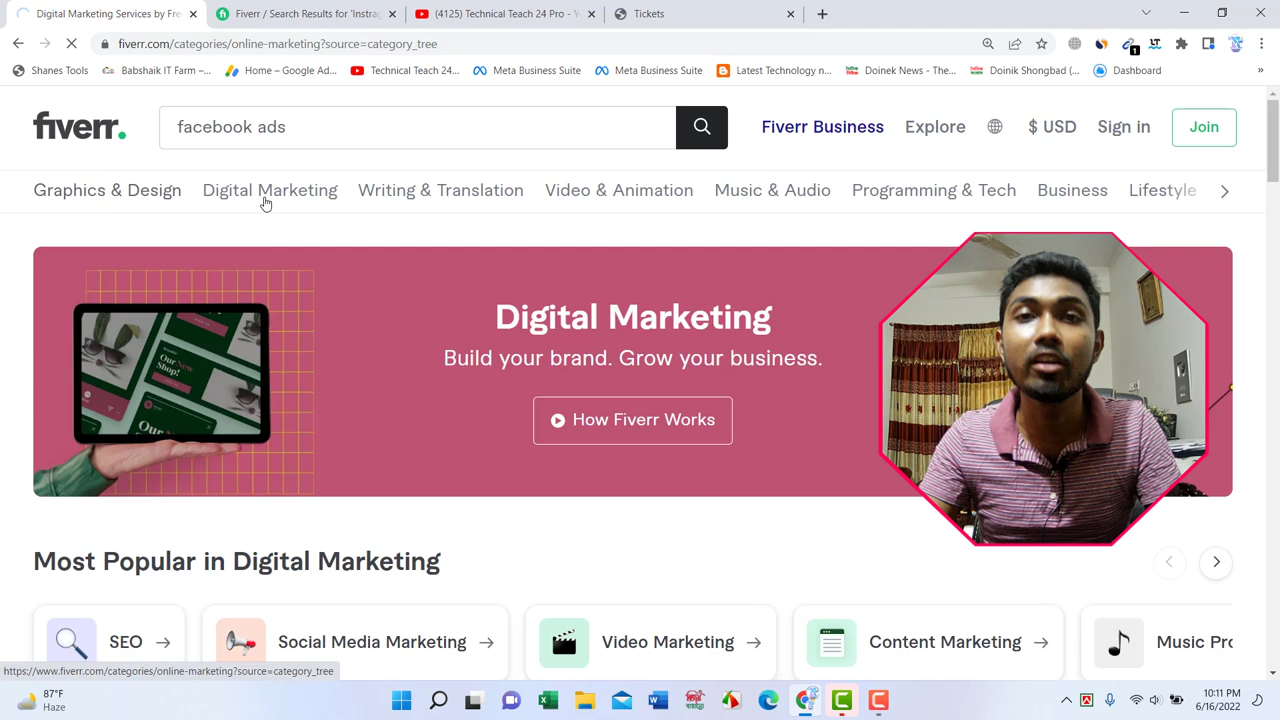 Digital Marketing Services by Fre
Fiverr / Search Results for 'Instrag
(4125) Technical Teach 24 Pro - Y
Tickets
fiverr.com/categories/online-marketing?source=category_tree
1
LT
Shanes Tools
Babshaik IT Farm –...
Home – Google Ad...
Technical Teach 24...
Meta Business Suite
Meta Business Suite
Latest Technology n...
Doinek News - The...
Doinik Shongbad (...
Dashboard
»
fiverr.
facebook ads
Fiverr Business
Explore
$ USD
Sign in
Join
Graphics & Design
Digital Marketing
Writing & Translation
Video & Animation
Music & Audio
Programming & Tech
Business
Lifestyle
Our New
Shop!
Digital Marketing
Build your brand. Grow your business.
How Fiverr Works
Most Popular in Digital Marketing
SEO
Social Media Marketing
Video Marketing
Content Marketing
Music Pro
https://www.fiverr.com/categories/online-marketing?source=category_tree
87°F
Haze
10:11 PM
6/16/2022